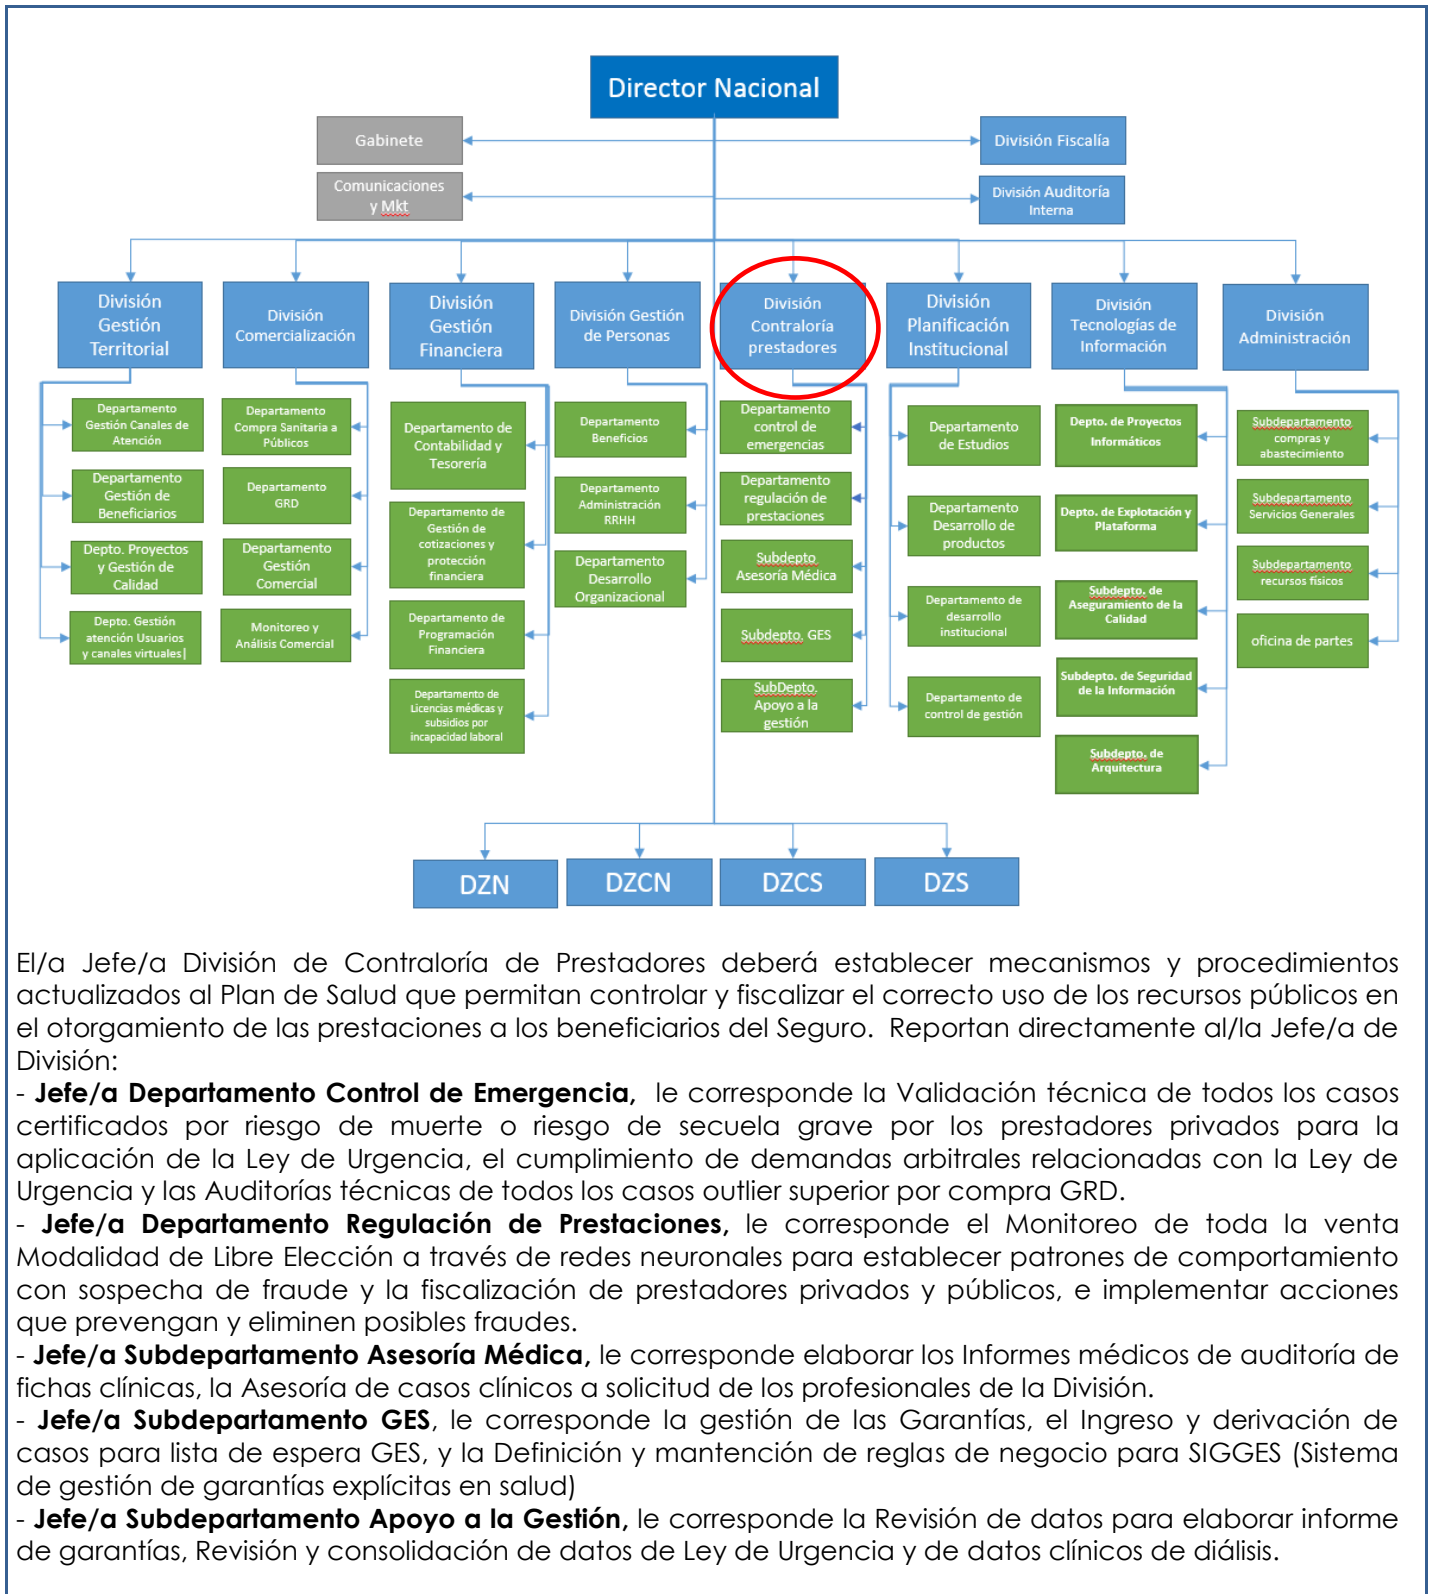 Director Nacional
Gabinete
División Fiscalía
Comunicaciones
y Mkt
División Auditoría
Interna
División
Gestión
Territorial
División
Comercialización
División
Gestión
Financiera
División Gestión
de Personas
División
Contraloría
prestadores
División
Planificación
Institucional
División
Tecnologías de
Información
División
Administración
Departamento
Gestión Canales de
Atención
Departamento
Gestión de
Beneficiarios
Depto. Proyectos
y Gestión de
Calidad
Depto. Gestión
atención Usuarios
y canales virtuales|
Departamento
Compra Sanitaria a
Públicos
Departamento
GRD
Departamento
Gestión
Comercial
Monitoreo y
Análisis Comercial
Departamento de
Contabilidad y
Tesorería
Departamento de
Gestión de
cotizaciones y
protección
financiera
Departamento de
Programación
Financiera
Departamento de
Licencias médicas y
subsidios por
incapacidad laboral
Departamento
Beneficios
Departamento
Administración
RRHH
Departamento
Desarrollo
Organizacional
Departamento
control de
emergencias
Departamento
regulación de
prestaciones
Subdepto.
Asesoría Médica
Subdepto. GES
SubDepto.
Apoyo a la
gestión
Departamento
de Estudios
Departamento
Desarrollo de
productos
Departamento de
desarrollo
institucional
Departamento de
control de gestión
Depto. de Proyectos
Informáticos
Depto. de Explotación y
Plataforma
Subdepto. de
Aseguramiento de la
Calidad
Subdepto. de Seguridad
de la Información
Subdepto. de
Arquitectura
Subdepartamento
compras y
abastecimiento
Subdepartamento
Servicios Generales
Subdepartamento
recursos físicos
oficina de partes
DZN
DZCN
DZCS
DZS
El/a Jefe/a División de Contraloría de Prestadores deberá establecer mecanismos y procedimientos
actualizados al Plan de Salud que permitan controlar y fiscalizar el correcto uso de los recursos públicos en
el otorgamiento de las prestaciones a los beneficiarios del Seguro. Reportan directamente al/la Jefe/a de
División:
- Jefe/a Departamento Control de Emergencia, le corresponde la Validación técnica de todos los casos
certificados por riesgo de muerte o riesgo de secuela grave por los prestadores privados para la
aplicación de la Ley de Urgencia, el cumplimiento de demandas arbitrales relacionadas con la Ley de
Urgencia y las Auditorías técnicas de todos los casos outlier superior por compra GRD.
- Jefe/a Departamento Regulación de Prestaciones, le corresponde el Monitoreo de toda la venta
Modalidad de Libre Elección a través de redes neuronales para establecer patrones de comportamiento
con sospecha de fraude y la fiscalización de prestadores privados y públicos, e implementar acciones
que prevengan y eliminen posibles fraudes.
- Jefe/a Subdepartamento Asesoría Médica, le corresponde elaborar los Informes médicos de auditoría de
fichas clínicas, la Asesoría de casos clínicos a solicitud de los profesionales de la División.
- Jefe/a Subdepartamento GES, le corresponde la gestión de las Garantías, el Ingreso y derivación de
casos para lista de espera GES, y la Definición y mantención de reglas de negocio para SIGGES (Sistema
de gestión de garantías explícitas en salud)
- Jefe/a Subdepartamento Apoyo a la Gestión, le corresponde la Revisión de datos para elaborar informe
de garantías, Revisión y consolidación de datos de Ley de Urgencia y de datos clínicos de diálisis.